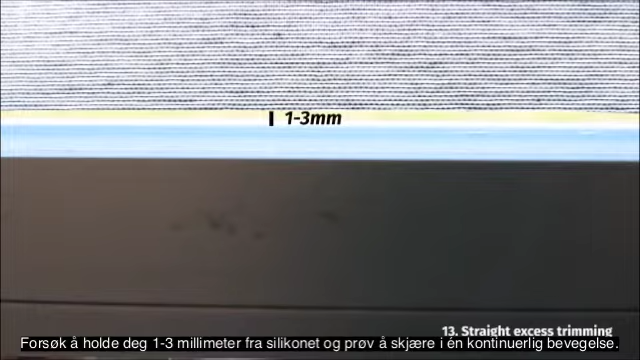 1-3mm
13. Straight excess trimming
Forsøk å holde deg 1-3 millimeter fra silikonet og prøv å skjære i én kontinuerlig bevegelse.